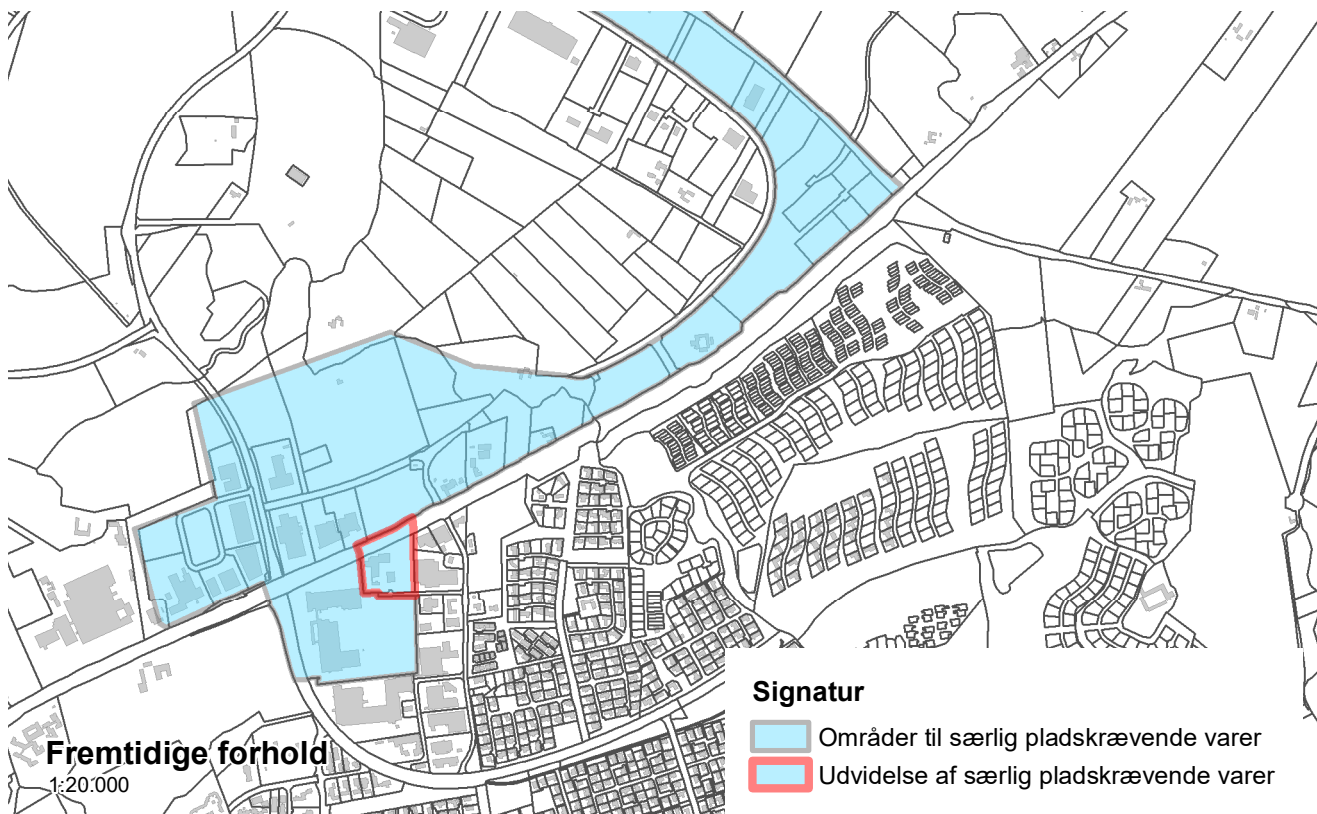 Fremtidige forhold
1:20.000
Signatur
Områder til særlig pladskrævende varer
Udvidelse af særlig pladskrævende varer